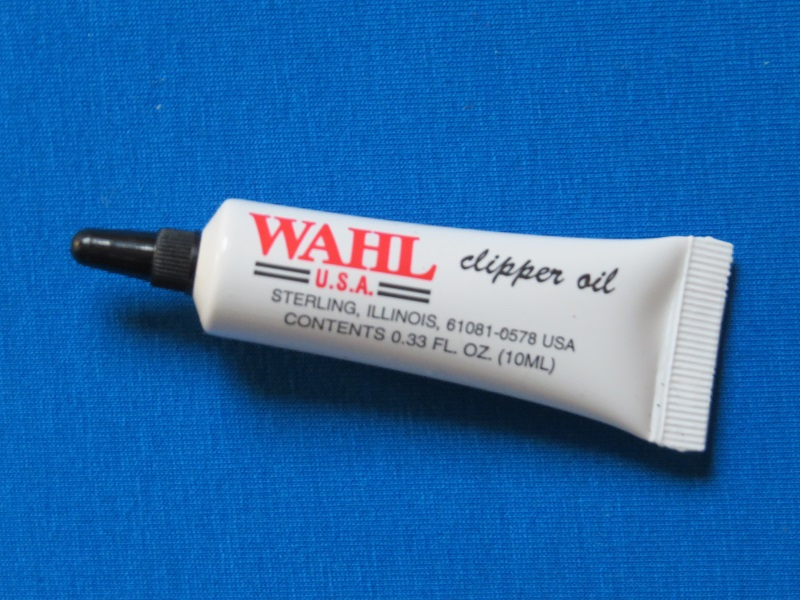 WAHL clipper oil
U.S.A.
STERLING, ILLINOIS, 61081-0578 USA
CONTENTS 0.33 FL. OZ. (10ML)